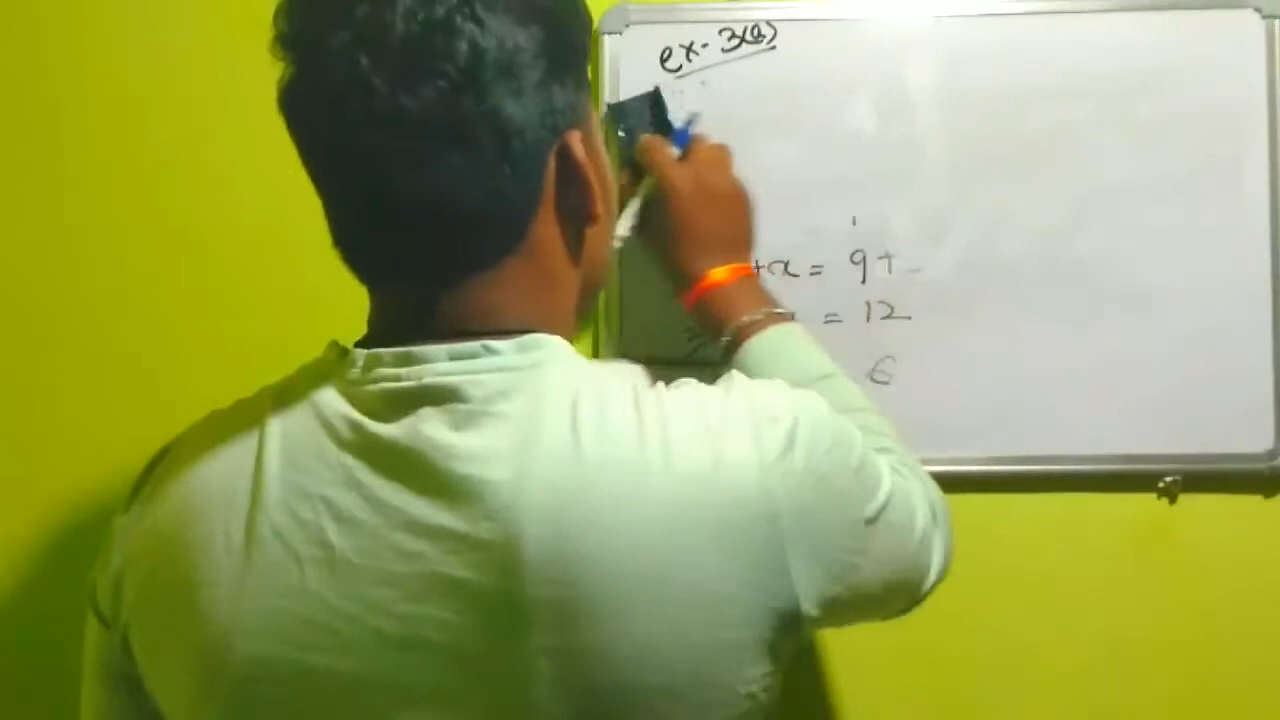 ex-3(a)
+x = 9+
= 12
6